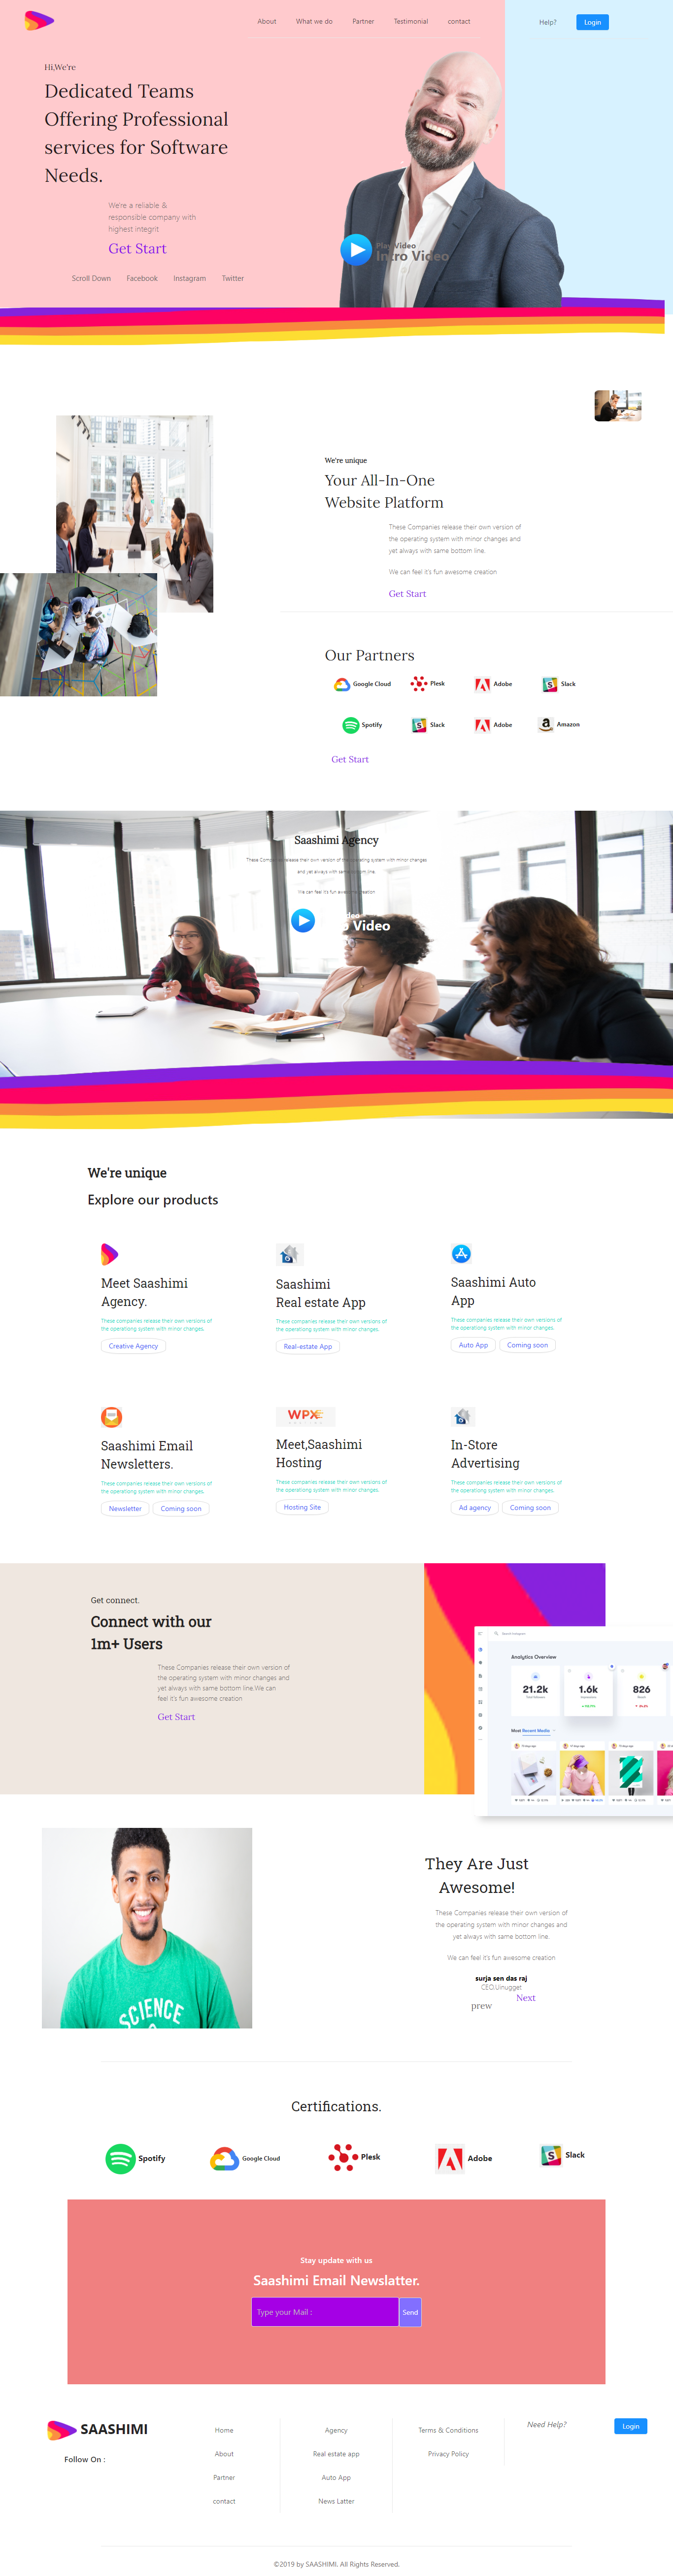 About What we do Partner Testimonial contact Help? Login
Hi,We're
Dedicated Teams
Offering Professional
services for Software
Needs.
We're a reliable &
responsible company with
highest integrit
Get Start
Play Video
Intro Video
Scroll Down Facebook Instagram Twitter
We're unique
Your All-In-One
Website Platform
These Companies release their own version of
the operating system with minor changes and
yet always with same bottom line.
We can feel it's fun awesome creation
Get Start
Our Partners
Google Cloud Plesk Adobe Slack
Spotify Slack Adobe Amazon
Get Start
Saashimi Agency
These Companies release their own version of the operating system with minor changes
and yet always with same bottom line.
We can feel it's fun awesome creation
Video
We're unique
Explore our products
Meet Saashimi
Agency.
These companies release their own versions of
the operationg system with minor changes.
Creative Agency
Saashimi
Real estate App
These companies release their own versions of
the operationg system with minor changes.
Real-estate App
Saashimi Auto
App
These companies release their own versions of
the operationg system with minor changes.
Auto App Coming soon
Saashimi Email
Newsletters.
These companies release their own versions of
the operationg system with minor changes.
Newsletter Coming soon
WPX
Meet,Saashimi
Hosting
These companies release their own versions of
the operationg system with minor changes.
Hosting Site
In-Store
Advertising
These companies release their own versions of
the operationg system with minor changes.
Ad agency Coming soon
Get connect.
Connect with our
1m+ Users
These Companies release their own version of
the operating system with minor changes and
yet always with same bottom line.We can
feel it's fun awesome creation
Get Start
Analytics Overview
21.2k 1.6k 826
Most Recent Media
They Are Just
Awesome!
These Companies release their own version of
the operating system with minor changes and
yet always with same bottom line.
We can feel it's fun awesome creation
surja sen das raj
CEO,Ulnugget
Next
prew
SCIENCE
Certifications.
Spotify Google Cloud Plesk Adobe Slack
Stay update with us
Saashimi Email Newslatter.
Type your Mail : Send
SAASHIMI
Follow On :
Home
About
Partner
contact
Agency
Real estate app
Auto App
News Latter
Terms & Conditions
Privacy Policy
Need Help?
Login
©2019 by SAASHIMI. All Rights Reserved.